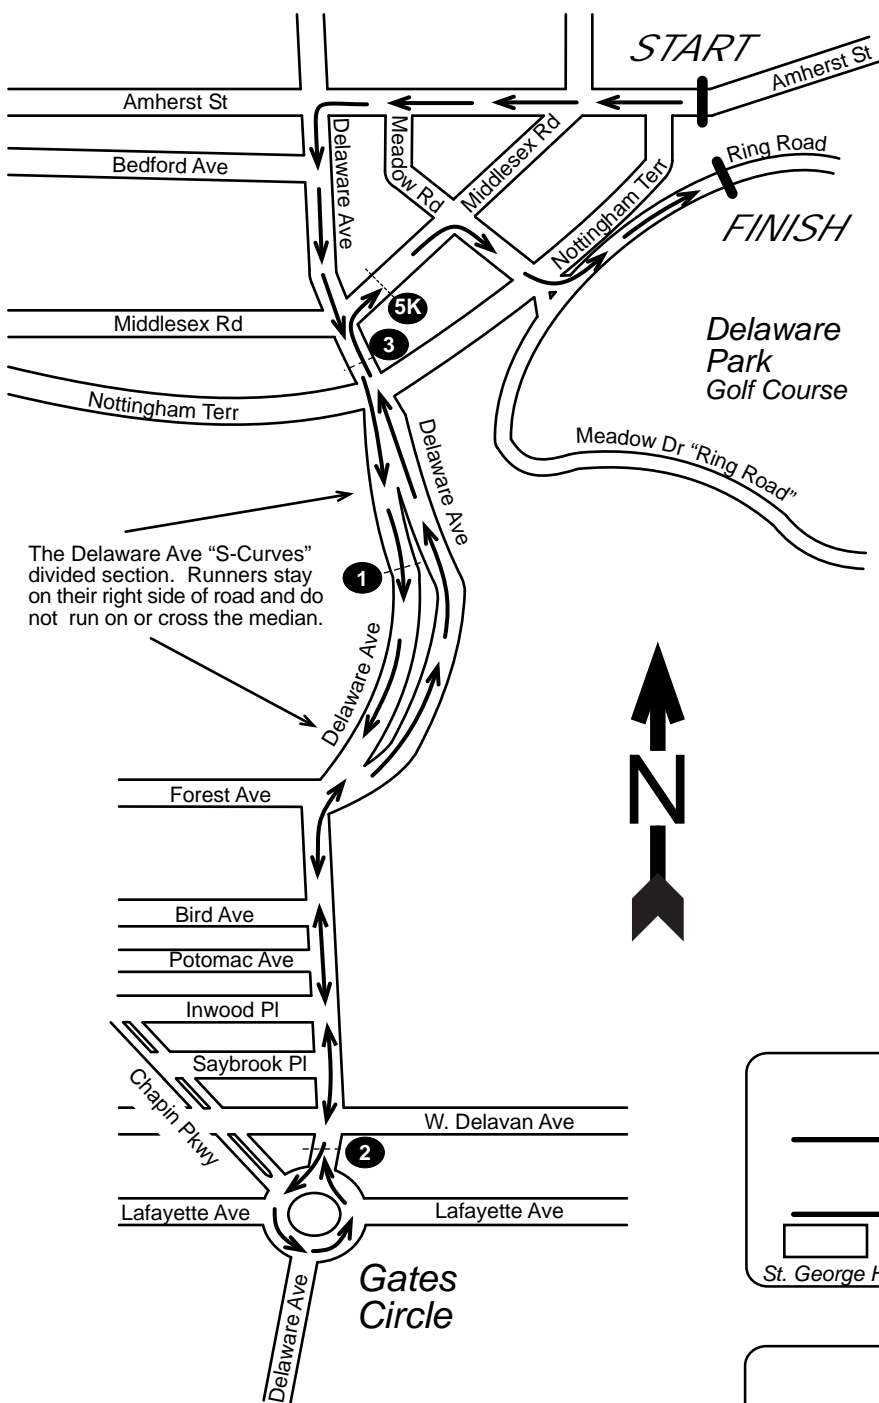 START
Amherst St
Amherst St
Delaware Ave
Meadow Rd
Middlesex Rd
Ring Road
Bedford Ave
Nottingham Terr
FINISH
5K
Middlesex Rd
3
Delaware
Park
Golf Course
Nottingham Terr
Delaware Ave
Meadow Dr “Ring Road”
The Delaware Ave “S-Curves”
divided section. Runners stay
on their right side of road and do
not run on or cross the median.
1
Delaware Ave
N
Forest Ave
Bird Ave
Potomac Ave
Inwood Pl
Saybrook Pl
Chapin Pkwy
W. Delavan Ave
2
Lafayette Ave
Lafayette Ave
Gates
Circle
St. George H
Delaware Ave